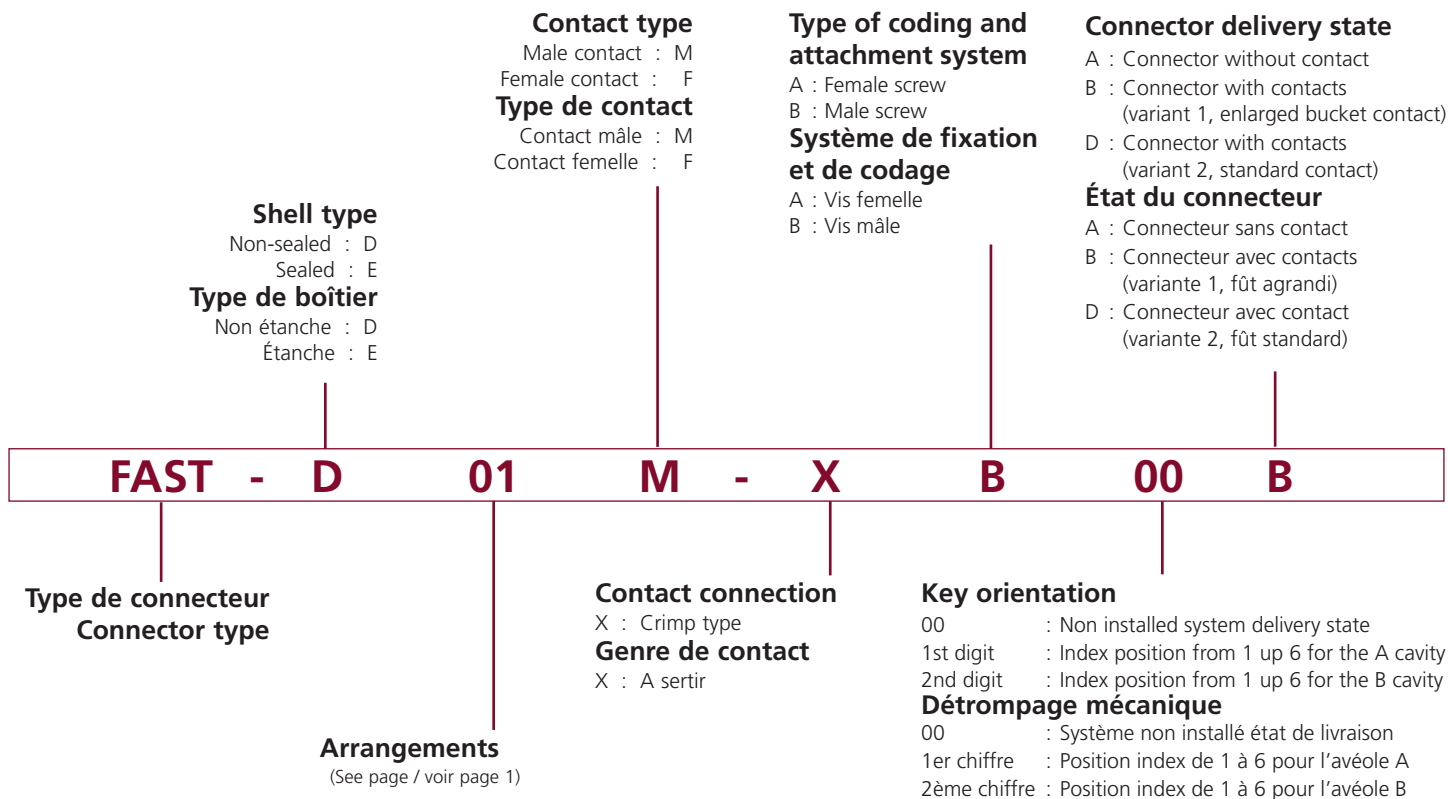 Contact type
Male contact : M
Female contact : F
Type de contact
Contact mâle : M
Contact femelle : F
Type of coding and
attachment system
A : Female screw
B : Male screw
Système de fixation
et de codage
A : Vis femelle
B : Vis mâle
Connector delivery state
A : Connector without contact
B : Connector with contacts
(variant 1, enlarged bucket contact)
D : Connector with contacts
(variant 2, standard contact)
État du connecteur
A : Connecteur sans contact
B : Connecteur avec contacts
(variante 1, fût agrandi)
D : Connecteur avec contact
(variante 2, fût standard)
Shell type
Non-sealed : D
Sealed : E
Type de boîtier
Non étanche : D
Étanche : E
FAST - D 01 M - X B 00 B
Type de connecteur
Connector type
Arrangements
(See page / voir page 1)
Contact connection
X : Crimp type
Genre de contact
X : A sertir
Key orientation
00 : Non installed system delivery state
1st digit : Index position from 1 up 6 for the A cavity
2nd digit : Index position from 1 up 6 for the B cavity
Détrompage mécanique
00 : Système non installé état de livraison
1er chiffre : Position index de 1 à 6 pour l'avéole A
2ème chiffre : Position index de 1 à 6 pour l'avéole B